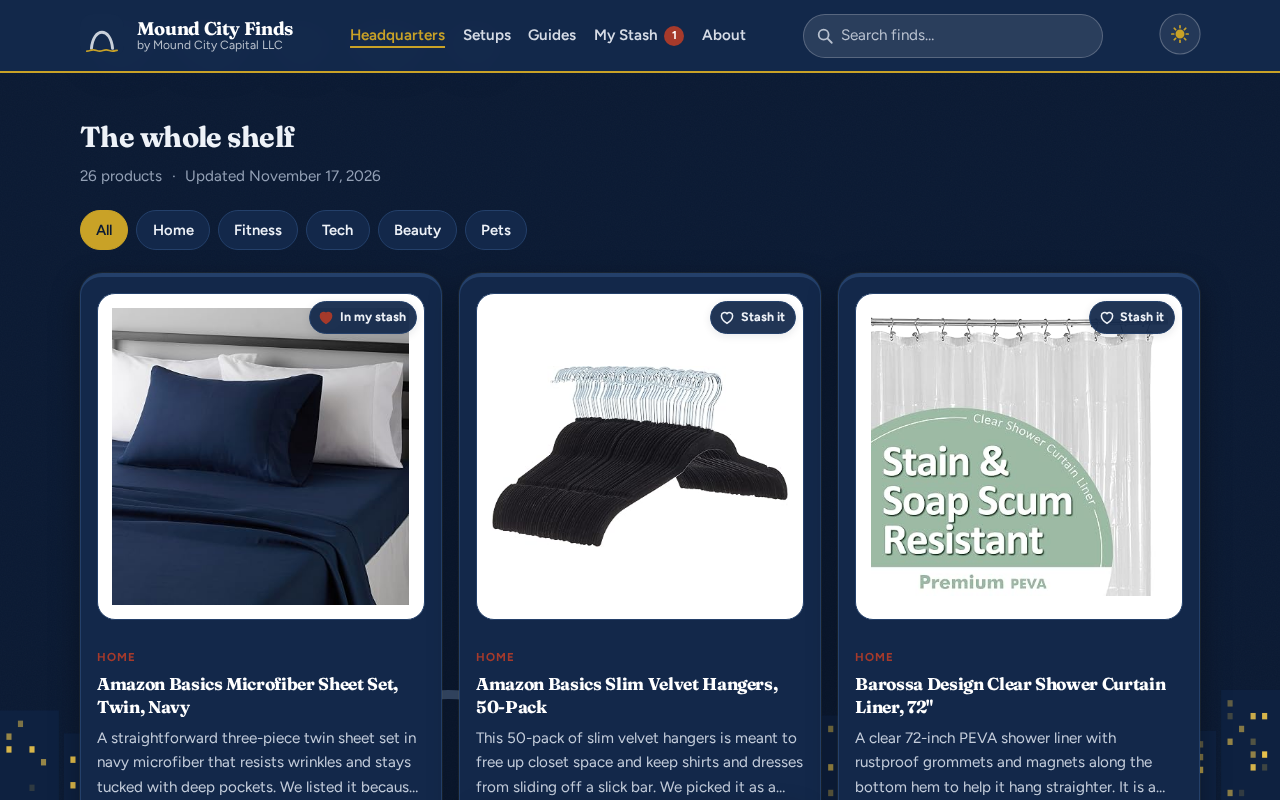 Mound City Finds
by Mound City Capital LLC
Headquarters
Setups
Guides
My Stash 1
About
Search finds...
The whole shelf
26 products · Updated November 17, 2026
All
Home
Fitness
Tech
Beauty
Pets
In my stash
Stash it
Stash it
Clear Shower Curtain Liner
Stain &
Soap Scum
Resistant
Premium PEVA
HOME
Amazon Basics Microfiber Sheet Set,
Twin, Navy
A straightforward three-piece twin sheet set in
navy microfiber that resists wrinkles and stays
tucked with deep pockets. We listed it becaus...
HOME
Amazon Basics Slim Velvet Hangers,
50-Pack
This 50-pack of slim velvet hangers is meant to
free up closet space and keep shirts and dresses
from sliding off a slick bar. We picked it as a...
HOME
Barossa Design Clear Shower Curtain
Liner, 72"
A clear 72-inch PEVA shower liner with
rustproof grommets and magnets along the
bottom hem to help it hang straighter. It is a...